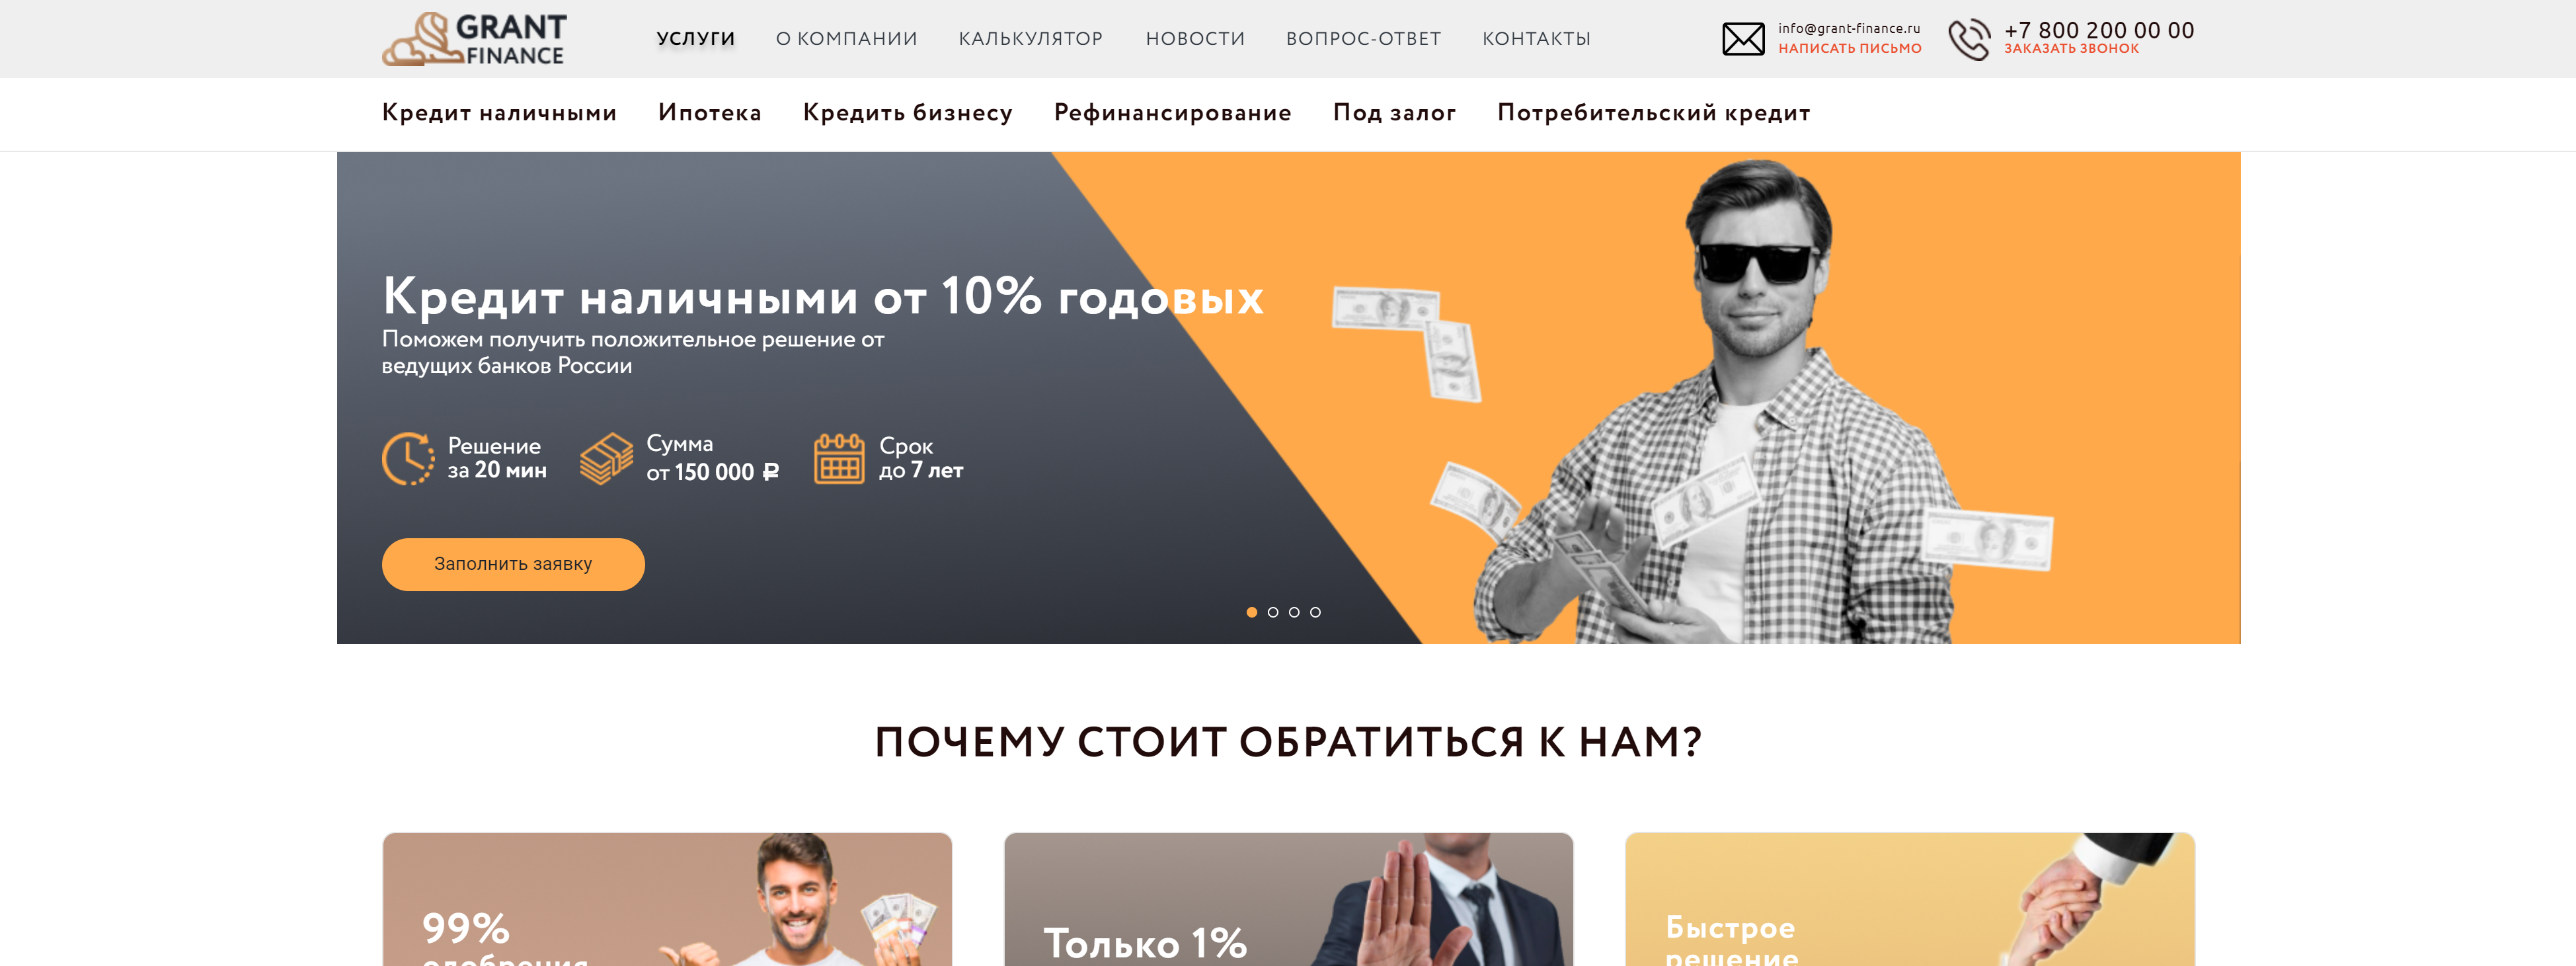 GRANT
FINANCE
УСЛУГИ
О КОМПАНИИ
КАЛЬКУЛЯТОР
НОВОСТИ
ВОПРОС-ОТВЕТ
КОНТАКТЫ
info@grant-finance.ru
НАПИСАТЬ ПИСЬМО
+7 800 200 00 00
ЗАКАЗАТЬ ЗВОНОК
Кредит наличными
Ипотека
Кредить бизнесу
Рефинансирование
Под залог
Потребительский кредит
Кредит наличными от 10% годовых
Поможем получить положительное решение от
ведущих банков России
Решение
за 20 мин
Сумма
от 150 000 ₽
Срок
до 7 лет
Заполнить заявку
ПОЧЕМУ СТОИТ ОБРАТИТЬСЯ К НАМ?
99%
одобрения
Только 1%
Быстрое
решение